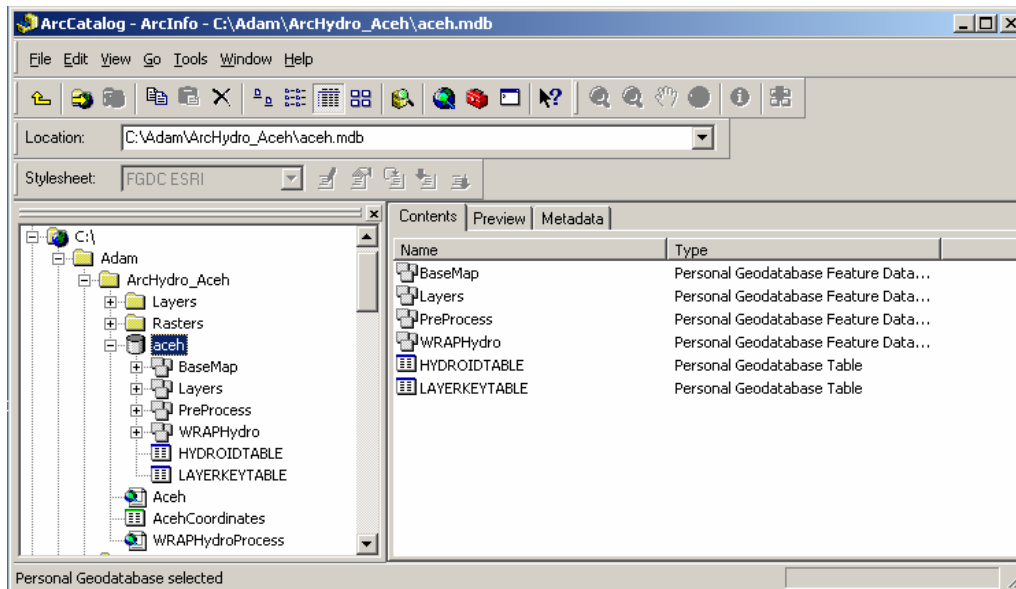 ArcCatalog - ArcInfo - C:\Adam\ArcHydro_Aceh\aceh.mdb
File Edit View Go Tools Window Help
Location: C:\Adam\ArcHydro_Aceh\aceh.mdb
Stylesheet: FGDC ESRI
C:\
Adam
ArcHydro_Aceh
Layers
Rasters
aceh
BaseMap
Layers
PreProcess
WRAPHydro
HYDROIDTABLE
LAYERKEYTABLE
Aceh
AcehCoordinates
WRAPHydroProcess
Contents Preview Metadata
Name Type
BaseMap Personal Geodatabase Feature Data...
Layers Personal Geodatabase Feature Data...
PreProcess Personal Geodatabase Feature Data...
WRAPHydro Personal Geodatabase Feature Data...
HYDROIDTABLE Personal Geodatabase Table
LAYERKEYTABLE Personal Geodatabase Table
Personal Geodatabase selected